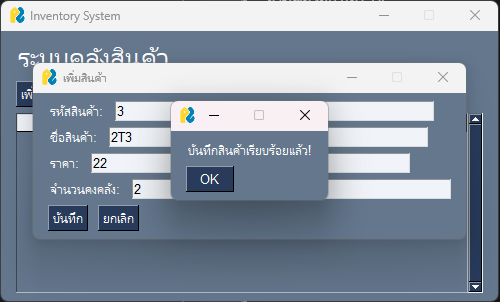 Inventory System
ระบบคลังสินค้า
เพิ่มสินค้า
รหัสสินค้า: 3
ชื่อสินค้า: 2T3
ราคา: 22
จำนวนคงคลัง: 2
บันทึก ยกเลิก
บันทึกสินค้าเรียบร้อยแล้ว!
OK